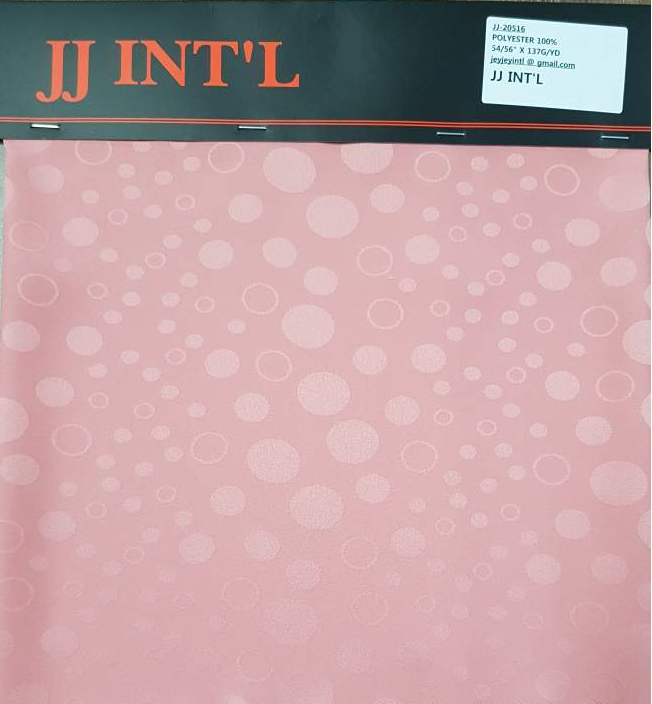 JJ INT'L
JJ-20516
POLYESTER 100%
54/56" X 137G/YD
jeyjeyintl @ gmail.com
JJ INT'L